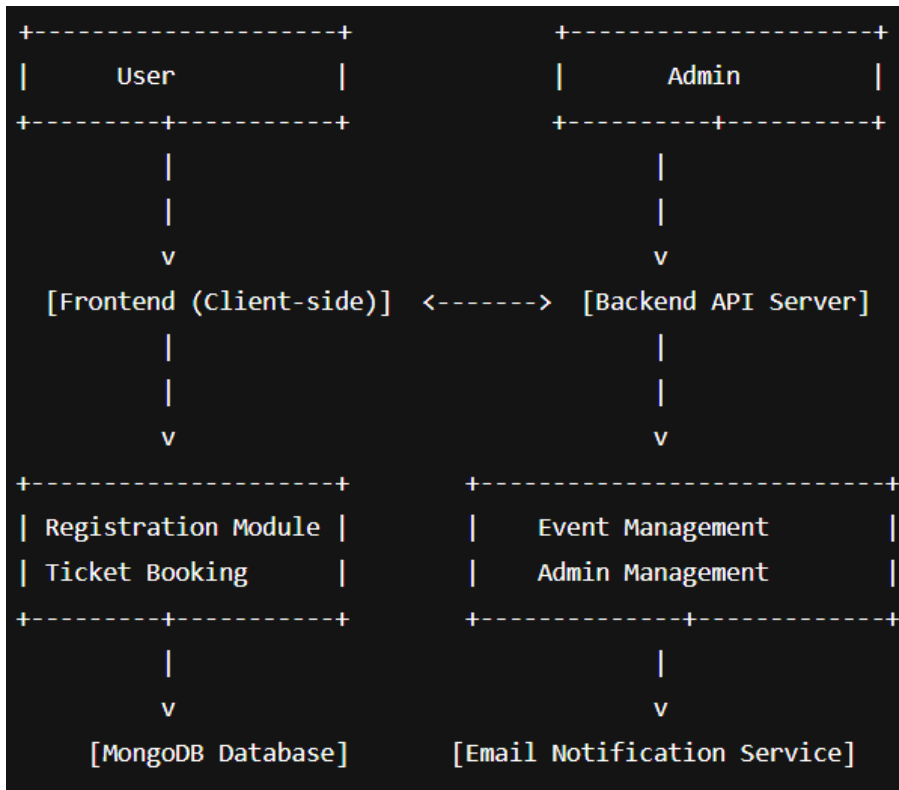 +---------------------+ +---------------------+
| User | | Admin |
+---------+-----------+ +----------+----------+
| |
| |
v v
[Frontend (Client-side)] <-------> [Backend API Server]
| |
| |
v v
+---------------------+ +----------------------------+
| Registration Module | | Event Management |
| Ticket Booking | | Admin Management |
+---------+-----------+ +--------------+-------------+
| |
v v
[MongoDB Database] [Email Notification Service]